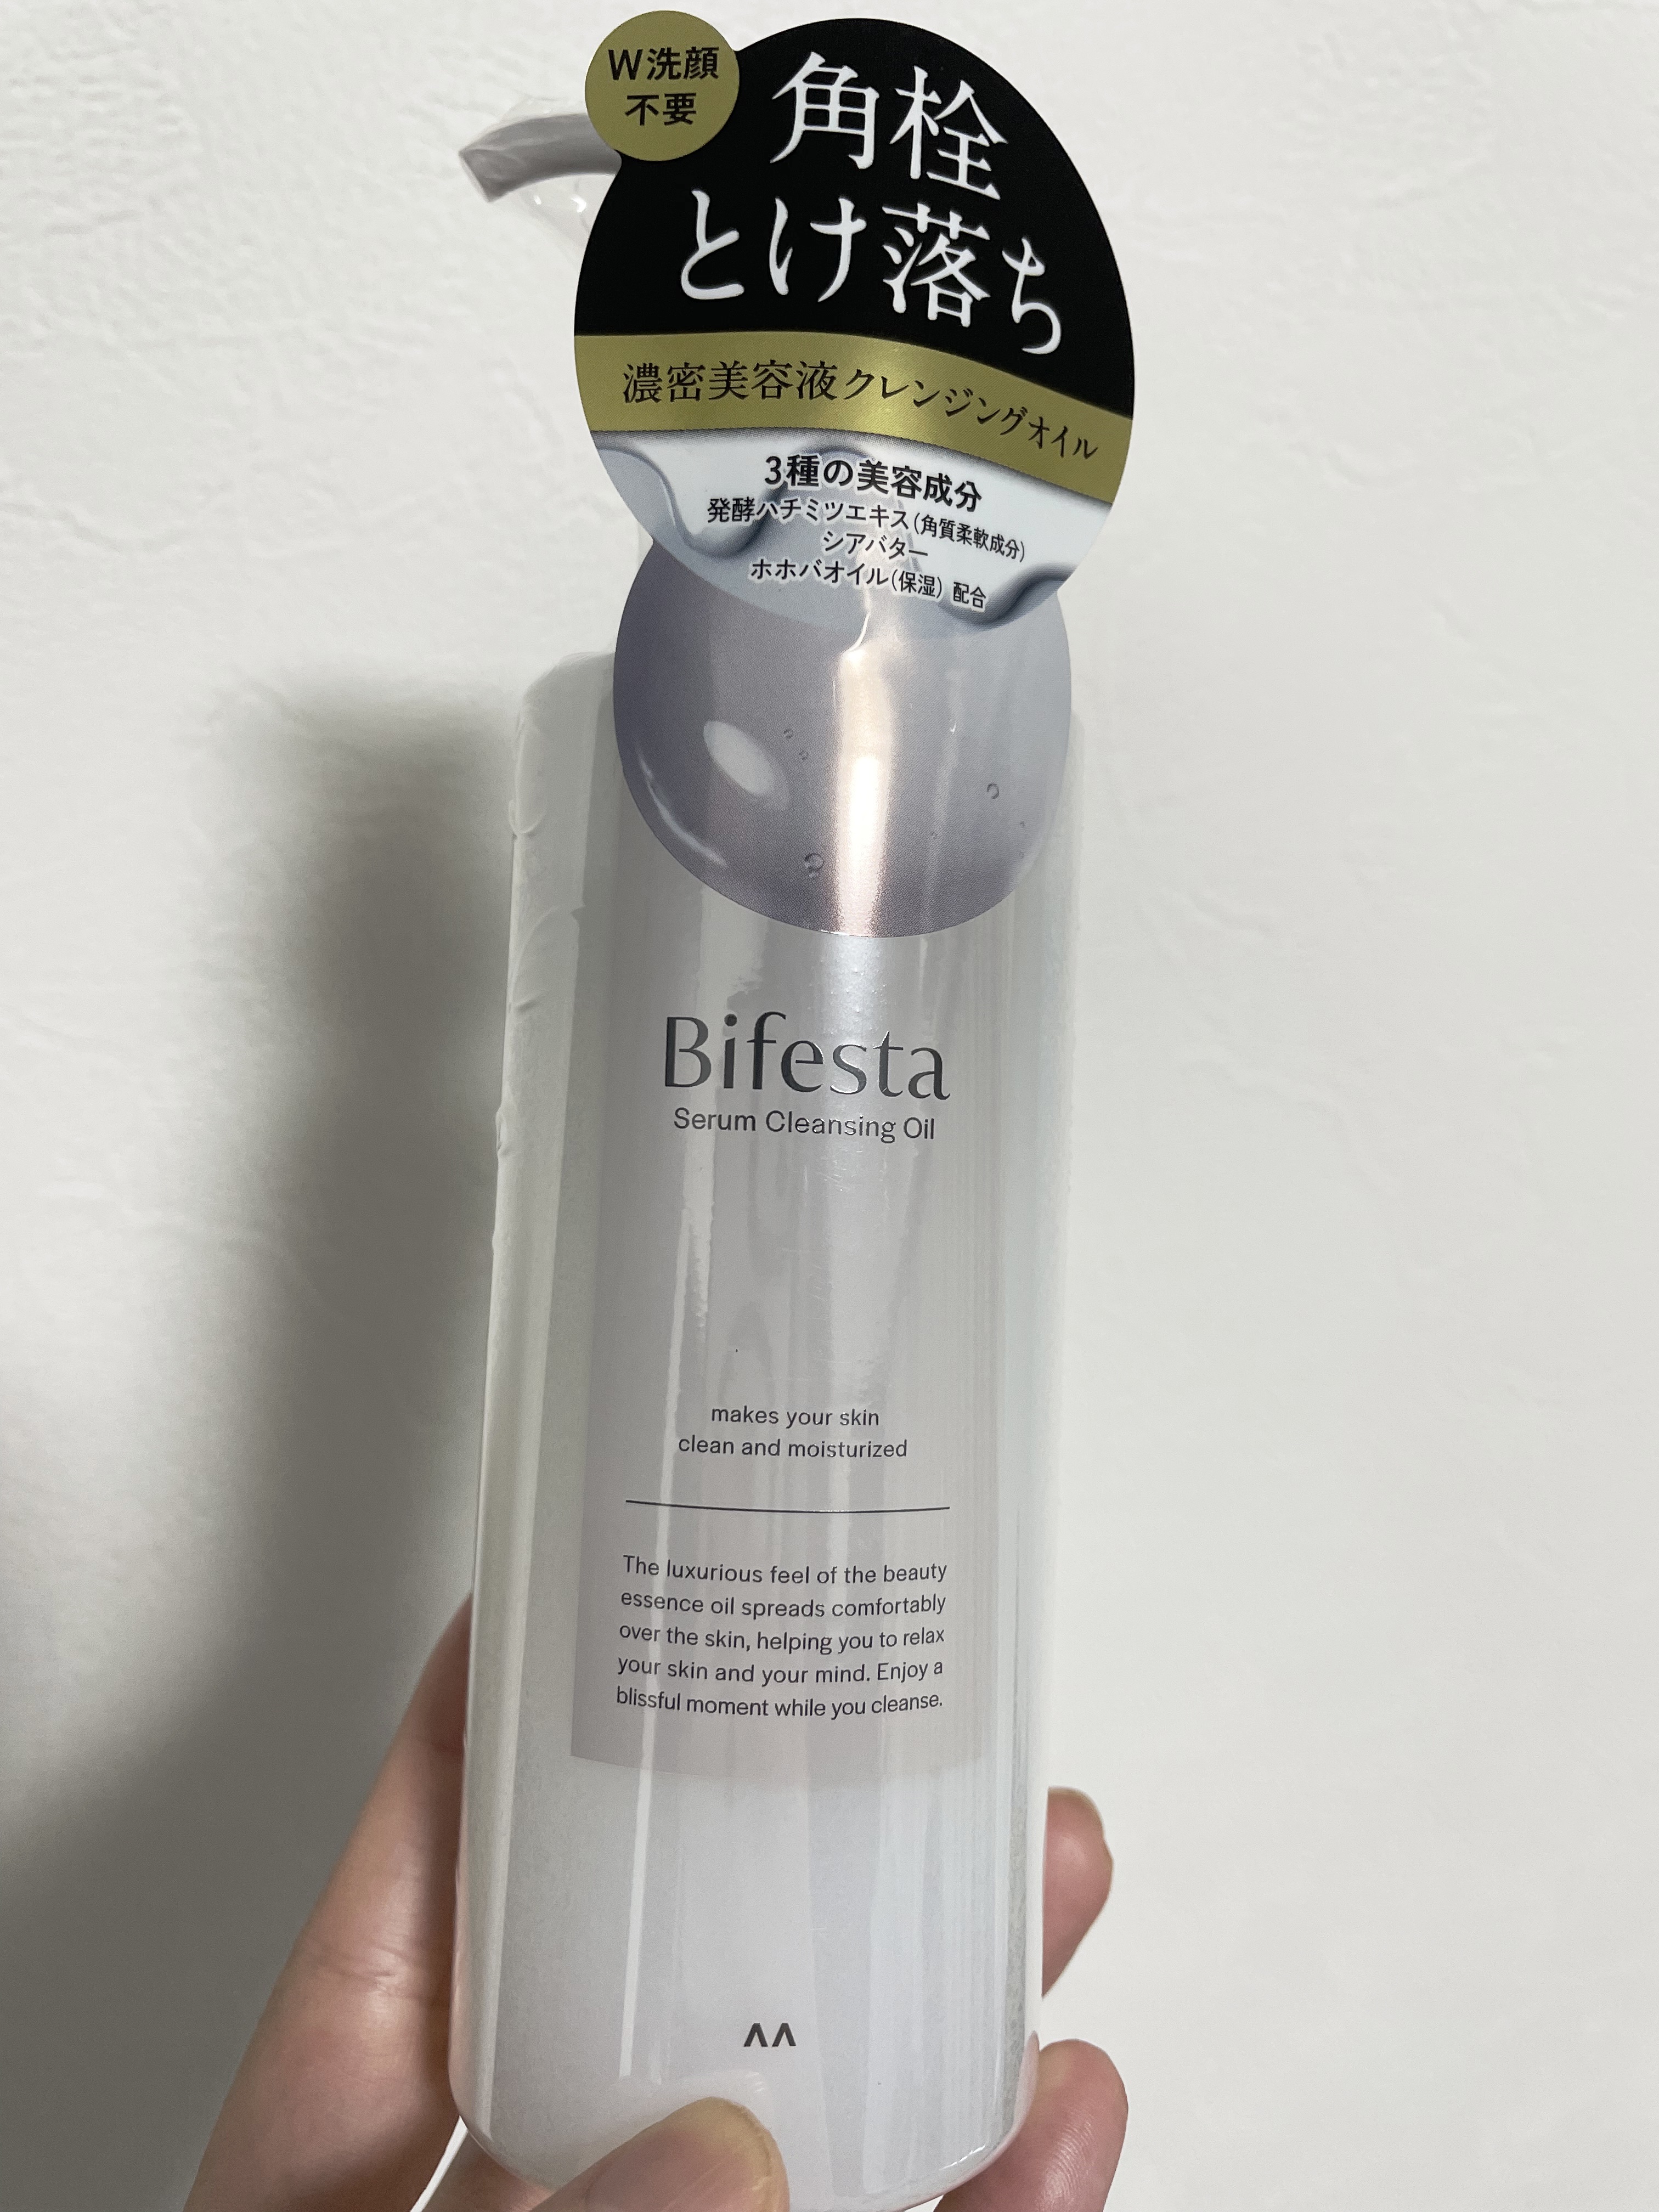 W洗顔
不要
角栓
とけ落ち
濃密美容液クレンジングオイル
3種の美容成分
発酵ハチミツエキス(角質柔軟成分)
シアバター
ホホバオイル(保湿) 配合
Bifesta
Serum Cleansing Oil
makes your skin
clean and moisturized
The luxurious feel of the beauty
essence oil spreads comfortably
over the skin, helping you to relax
your skin and your mind. Enjoy a
blissful moment while you cleanse.